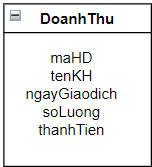 DoanhThu
maHD
tenKH
ngayGiaodich
soLuong
thanhTien